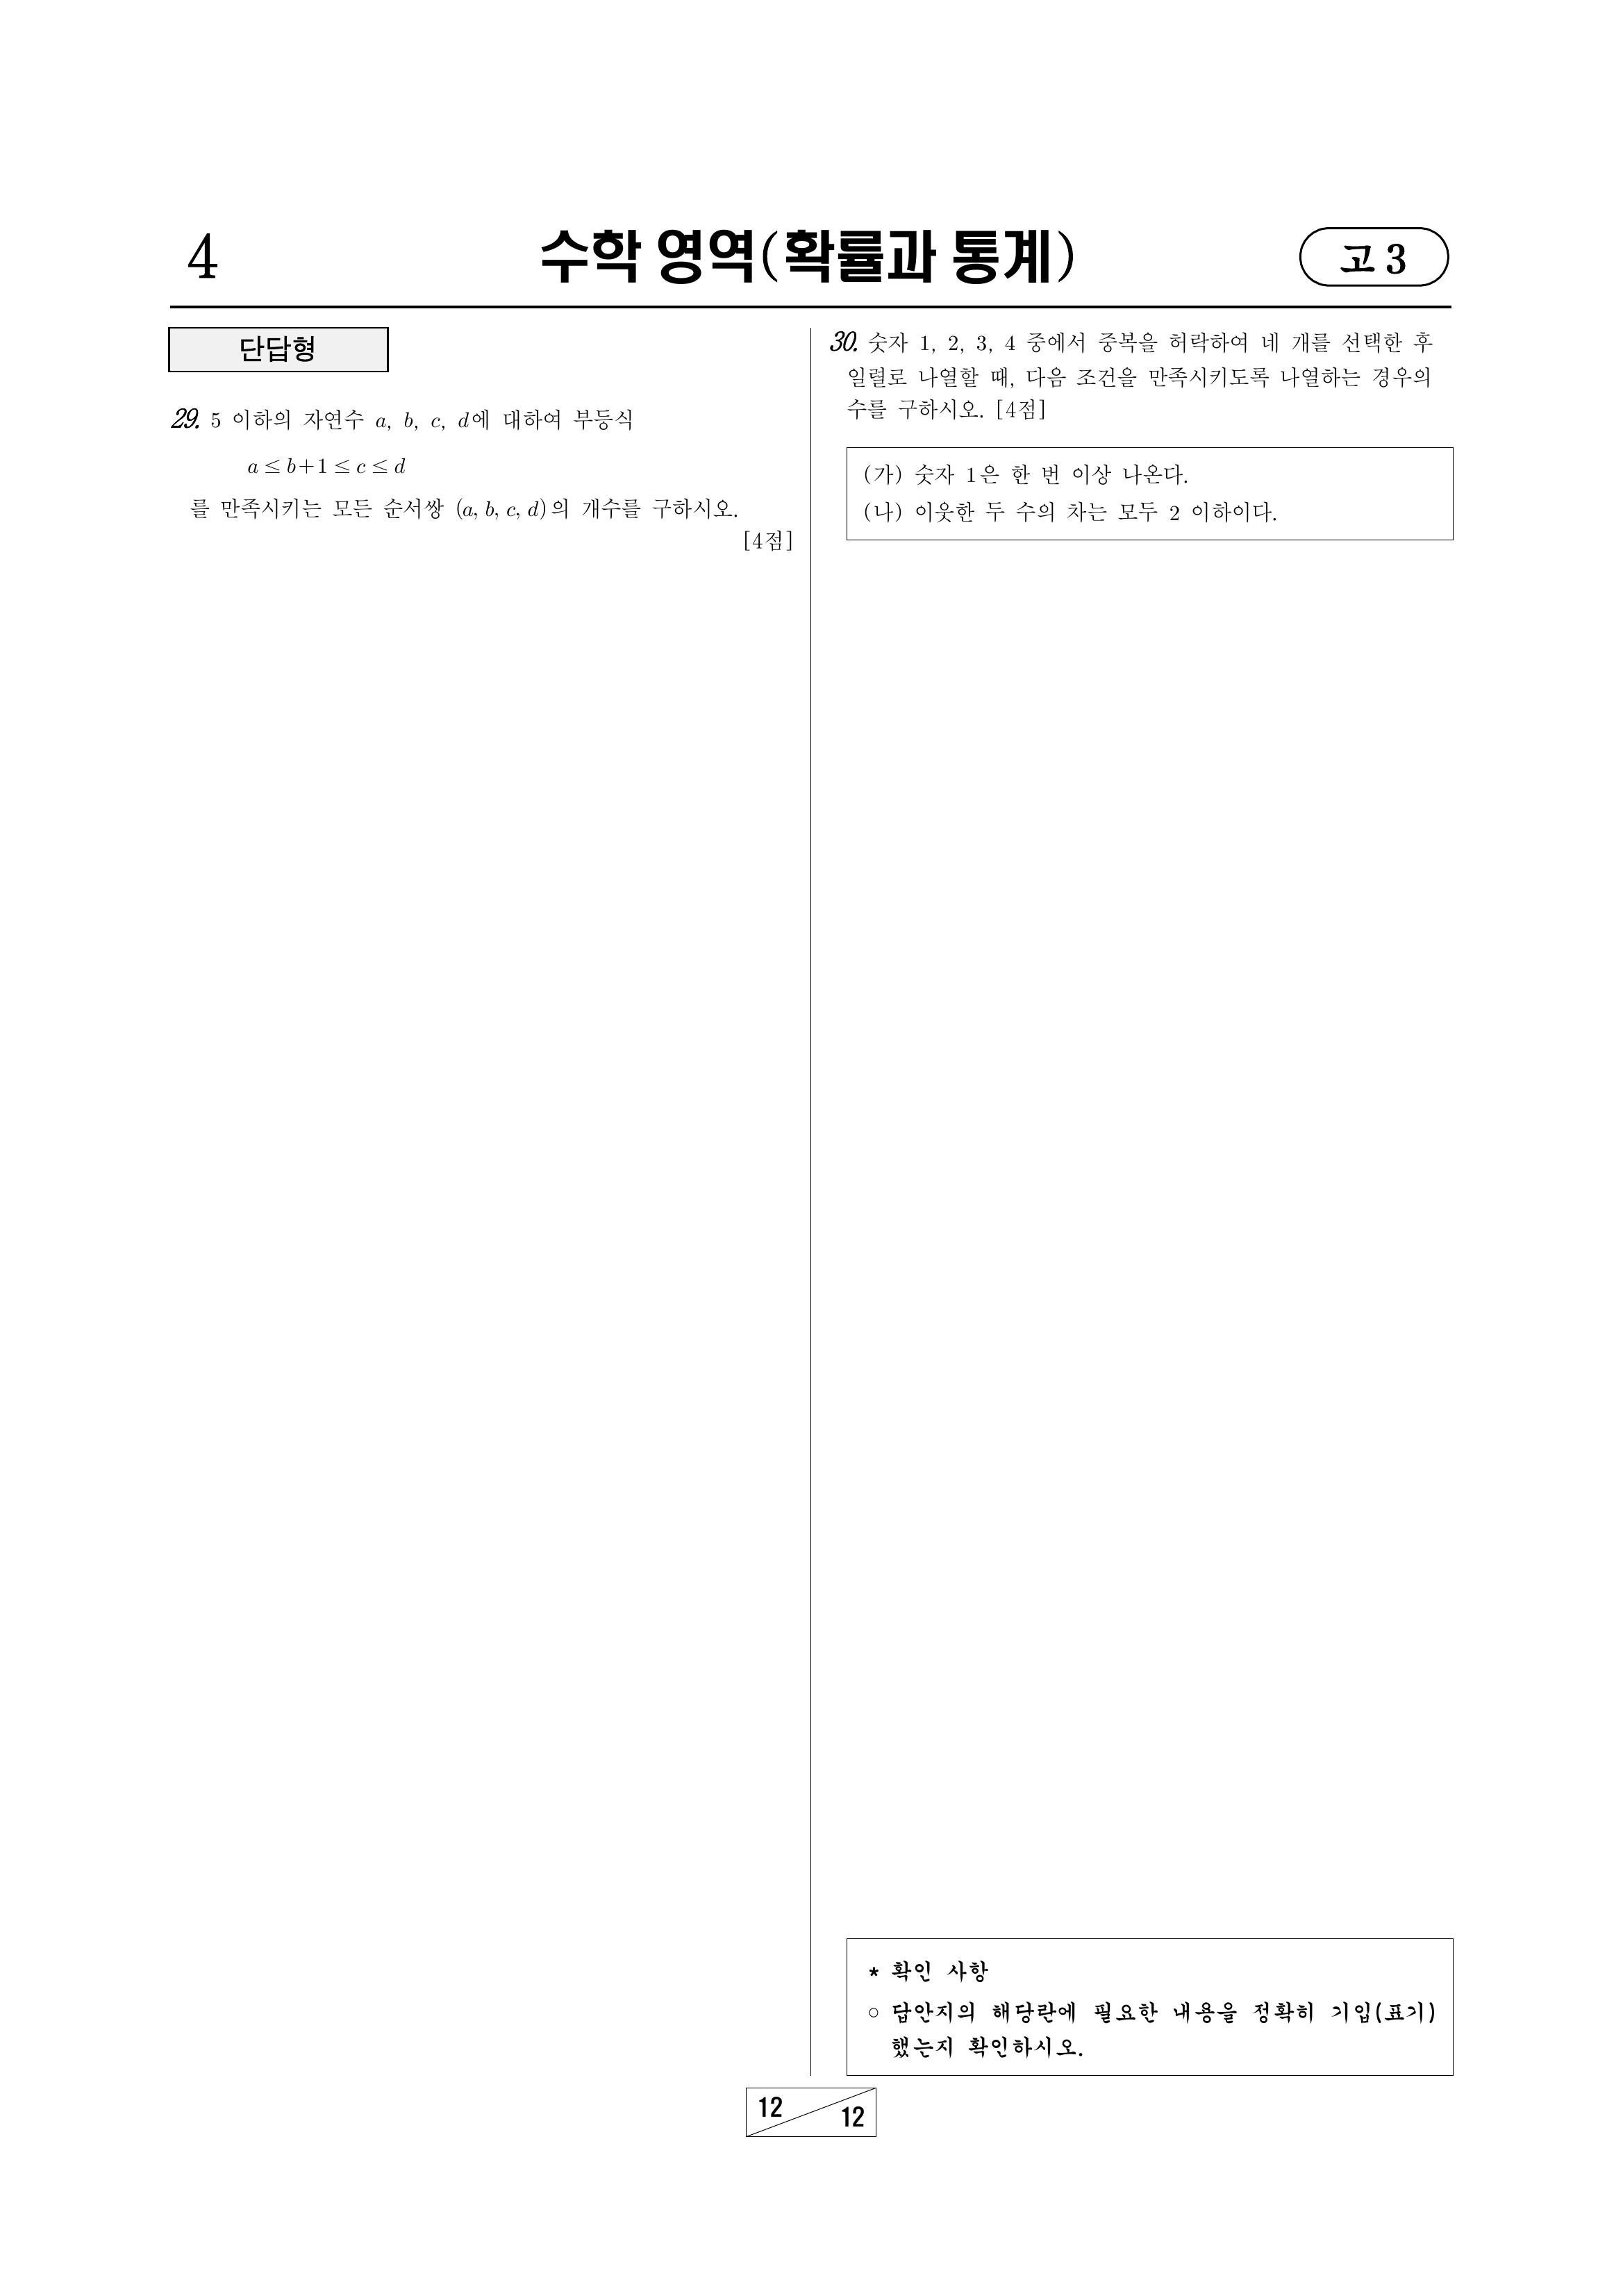 4
수학 영역(확률과 통계)
고 3
단답형
29. 5 이하의 자연수 a, b, c, d에 대하여 부등식
a ≤ b+1 ≤ c ≤ d
를 만족시키는 모든 순서쌍 (a, b, c, d)의 개수를 구하시오.
[4점]
30. 숫자 1, 2, 3, 4 중에서 중복을 허락하여 네 개를 선택한 후
일렬로 나열할 때, 다음 조건을 만족시키도록 나열하는 경우의
수를 구하시오. [4점]
(가) 숫자 1은 한 번 이상 나온다.
(나) 이웃한 두 수의 차는 모두 2 이하이다.
* 확인 사항
○ 답안지의 해당란에 필요한 내용을 정확히 기입(표기)
했는지 확인하시오.
12
12